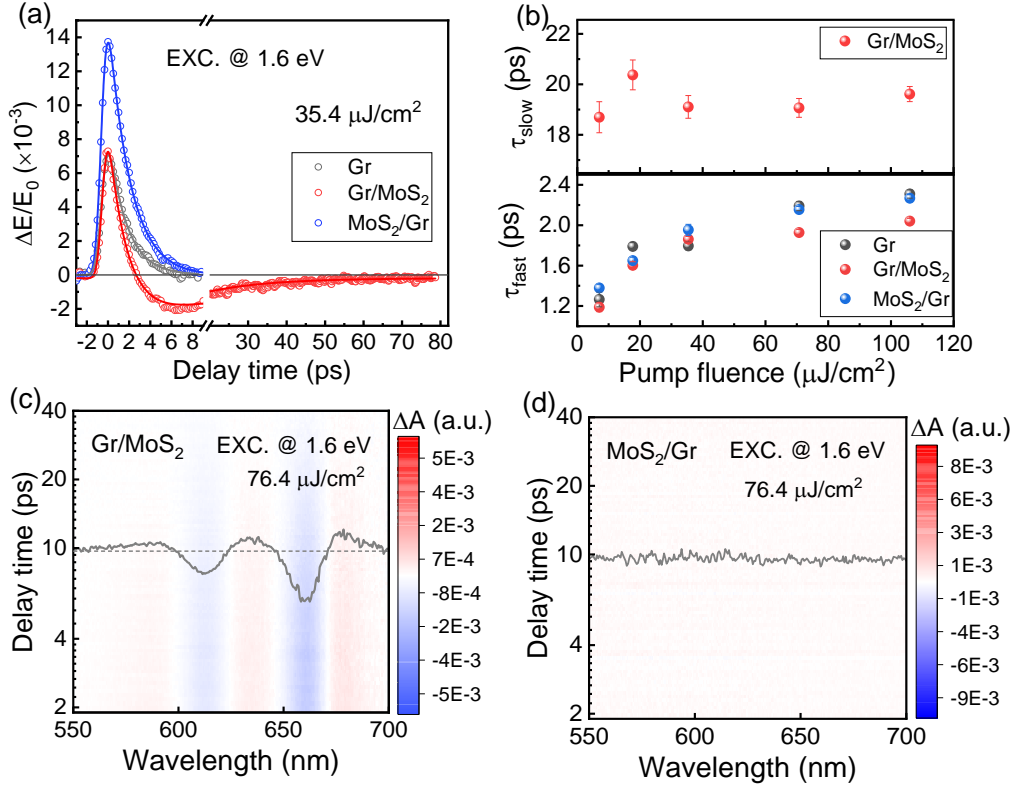 (a)
EXC. @ 1.6 eV
35.4 μJ/cm²
Gr
Gr/MoS₂
MoS₂/Gr
ΔE/E₀ (×10⁻³)
14
12
10
8
6
4
2
0
-2
-2 0 2 4 6 8 20 30 40 50 60 70 80
Delay time (ps)
(b)
Gr/MoS₂
τslow (ps)
22
20
18
τfast (ps)
2.4
2.0
1.6
1.2
Gr
Gr/MoS₂
MoS₂/Gr
0 20 40 60 80 100 120
Pump fluence (μJ/cm²)
(c)
Gr/MoS₂ EXC. @ 1.6 eV
76.4 μJ/cm²
Delay time (ps)
40
20
10
4
2
550 600 650 700
Wavelength (nm)
ΔA (a.u.)
5E-3
4E-3
2E-3
7E-4
-8E-4
-2E-3
-4E-3
-5E-3
(d)
MoS₂/Gr EXC. @ 1.6 eV
76.4 μJ/cm²
Delay time (ps)
40
20
10
4
2
550 600 650 700
Wavelength (nm)
ΔA (a.u.)
8E-3
6E-3
4E-3
1E-3
-1E-3
-4E-3
-6E-3
-9E-3